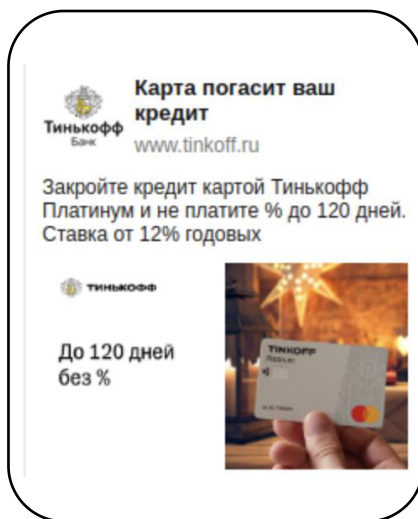 Карта погасит ваш
кредит
Тинькофф
Банк
www.tinkoff.ru
Закройте кредит картой Тинькофф
Платинум и не платите % до 120 дней.
Ставка от 12% годовых
ТИНЬКОФФ
До 120 дней
без %
TINKOFF
Platinum